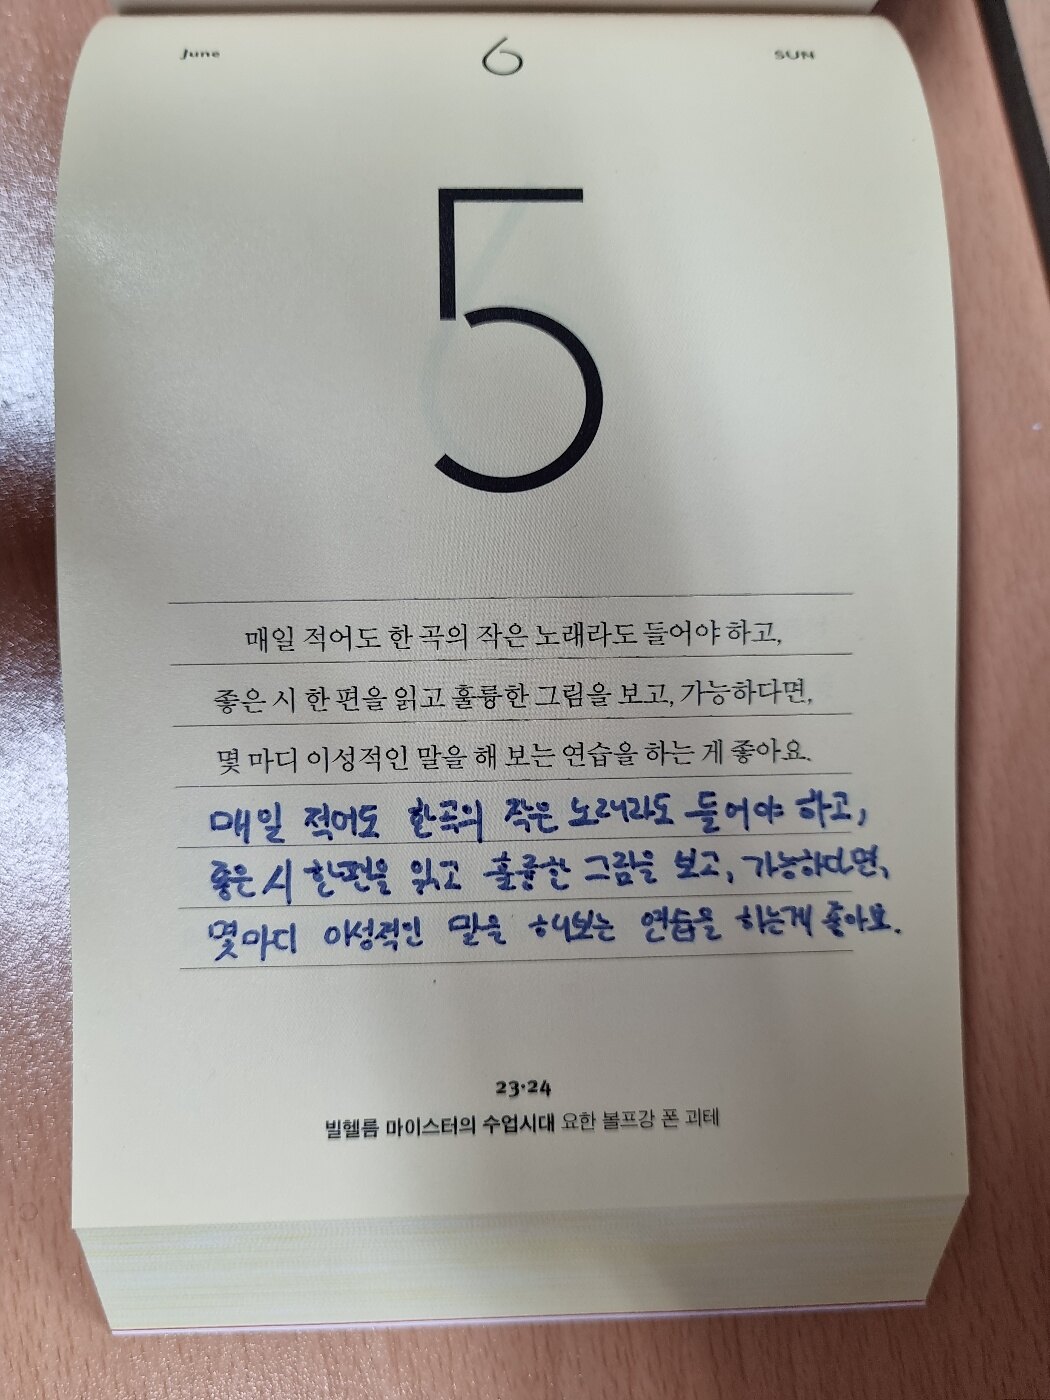 June 6 SUN
5
매일 적어도 한 곡의 작은 노래라도 들어야 하고,
좋은 시 한 편을 읽고 훌륭한 그림을 보고, 가능하다면,
몇 마디 이성적인 말을 해 보는 연습을 하는 게 좋아요.
매일 적어도 한곡의 작은 노래라도 들어야 하고,
좋은 시 한편을 읽고 훌륭한 그림을 보고, 가능하다면,
몇마디 이성적인 말을 해보는 연습을 하는게 좋아요.
23·24
빌헬름 마이스터의 수업시대 요한 볼프강 폰 괴테